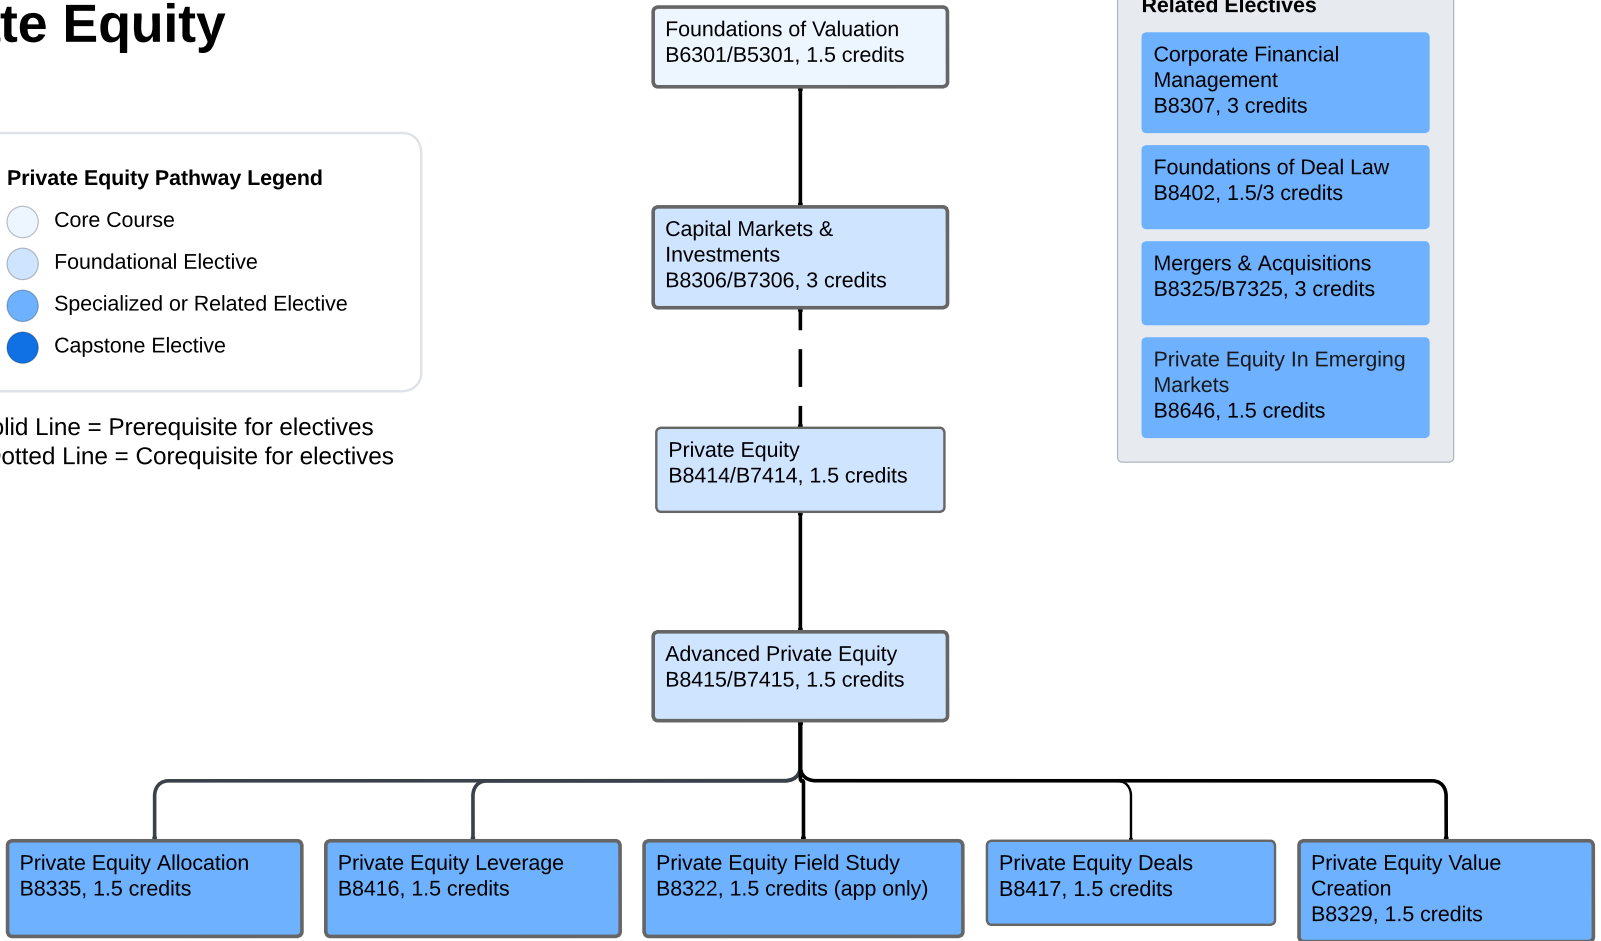 te Equity
Foundations of Valuation
B6301/B5301, 1.5 credits
Related Electives
Corporate Financial
Management
B8307, 3 credits
Foundations of Deal Law
B8402, 1.5/3 credits
Mergers & Acquisitions
B8325/B7325, 3 credits
Private Equity In Emerging
Markets
B8646, 1.5 credits
Private Equity Pathway Legend
Core Course
Foundational Elective
Specialized or Related Elective
Capstone Elective
olid Line = Prerequisite for electives
otted Line = Corequisite for electives
Capital Markets &
Investments
B8306/B7306, 3 credits
Private Equity
B8414/B7414, 1.5 credits
Advanced Private Equity
B8415/B7415, 1.5 credits
Private Equity Allocation
B8335, 1.5 credits
Private Equity Leverage
B8416, 1.5 credits
Private Equity Field Study
B8322, 1.5 credits (app only)
Private Equity Deals
B8417, 1.5 credits
Private Equity Value
Creation
B8329, 1.5 credits